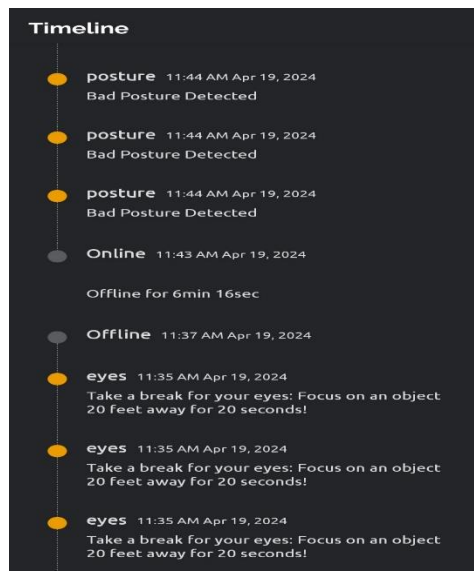 Timeline
posture 11:44 AM Apr 19, 2024
Bad Posture Detected
posture 11:44 AM Apr 19, 2024
Bad Posture Detected
posture 11:44 AM Apr 19, 2024
Bad Posture Detected
Online 11:43 AM Apr 19, 2024
Offline for 6min 16sec
Offline 11:37 AM Apr 19, 2024
eyes 11:35 AM Apr 19, 2024
Take a break for your eyes: Focus on an object
20 feet away for 20 seconds!
eyes 11:35 AM Apr 19, 2024
Take a break for your eyes: Focus on an object
20 feet away for 20 seconds!
eyes 11:35 AM Apr 19, 2024
Take a break for your eyes: Focus on an object
20 feet away for 20 seconds!